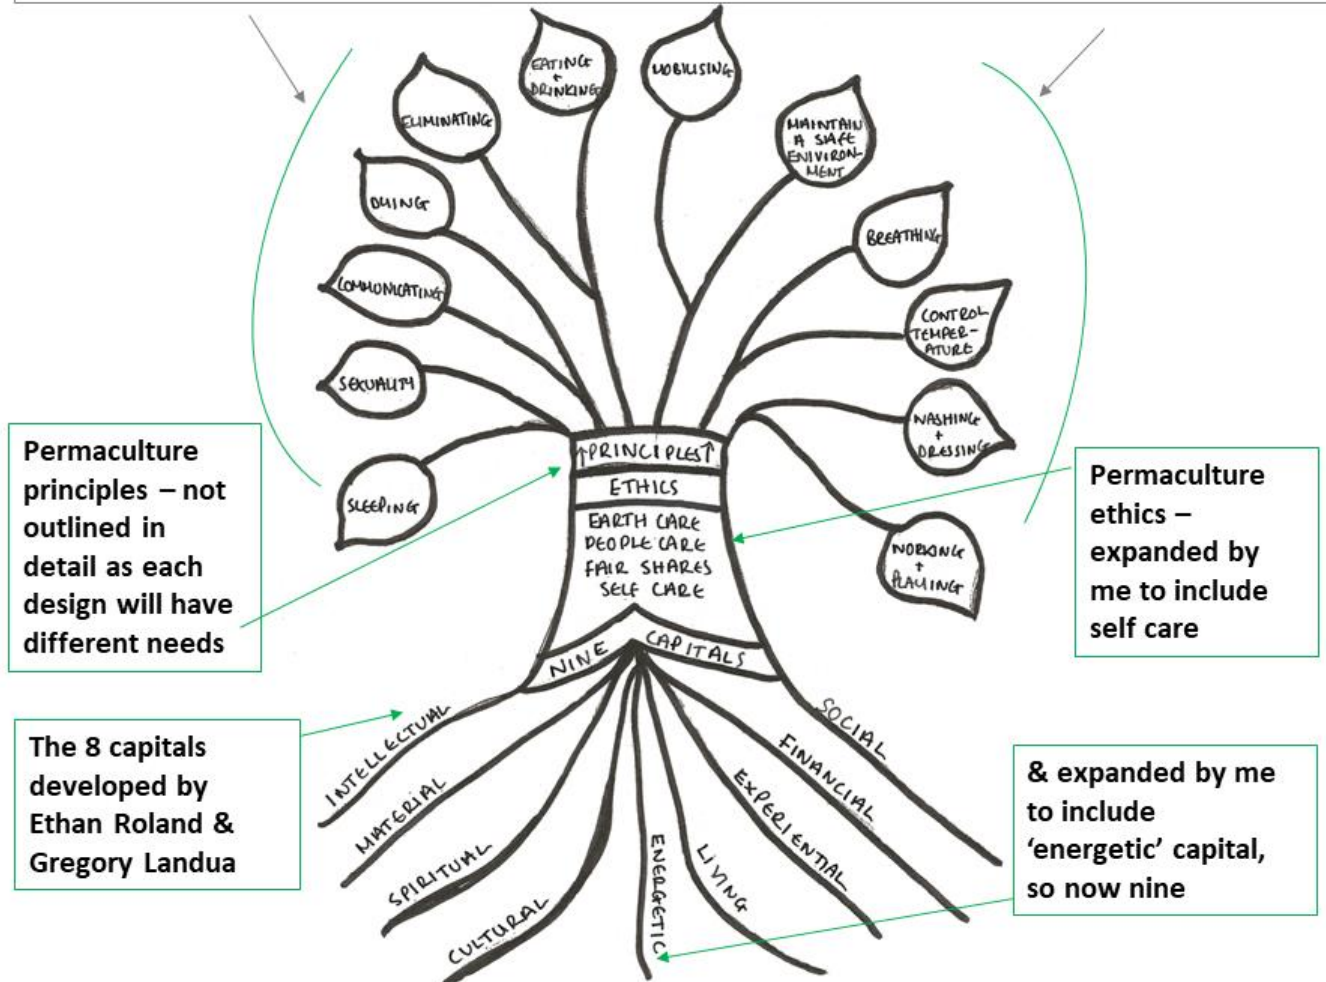 EATING
+
DRINKING
MOBILISING
ELIMINATING
MAINTAIN
A SAFE
ENIVIRON-
MENT
DYING
BREATHING
COMMUNICATING
CONTROL
TEMPER-
ATURE
SEXUALITY
WASHING
+
DRESSING
SLEEPING
WORKING
+
PLAYING
↑PRINCIPLES↑
ETHICS
EARTH CARE
PEOPLE CARE
FAIR SHARES
SELF CARE
NINE CAPITALS
INTELLECTUAL
MATERIAL
SPIRITUAL
CULTURAL
ENERGETIC
LIVING
EXPERIENTIAL
FINANCIAL
SOCIAL
Permaculture
principles – not
outlined in
detail as each
design will have
different needs
Permaculture
ethics –
expanded by
me to include
self care
The 8 capitals
developed by
Ethan Roland &
Gregory Landua
& expanded by me
to include
‘energetic’ capital,
so now nine